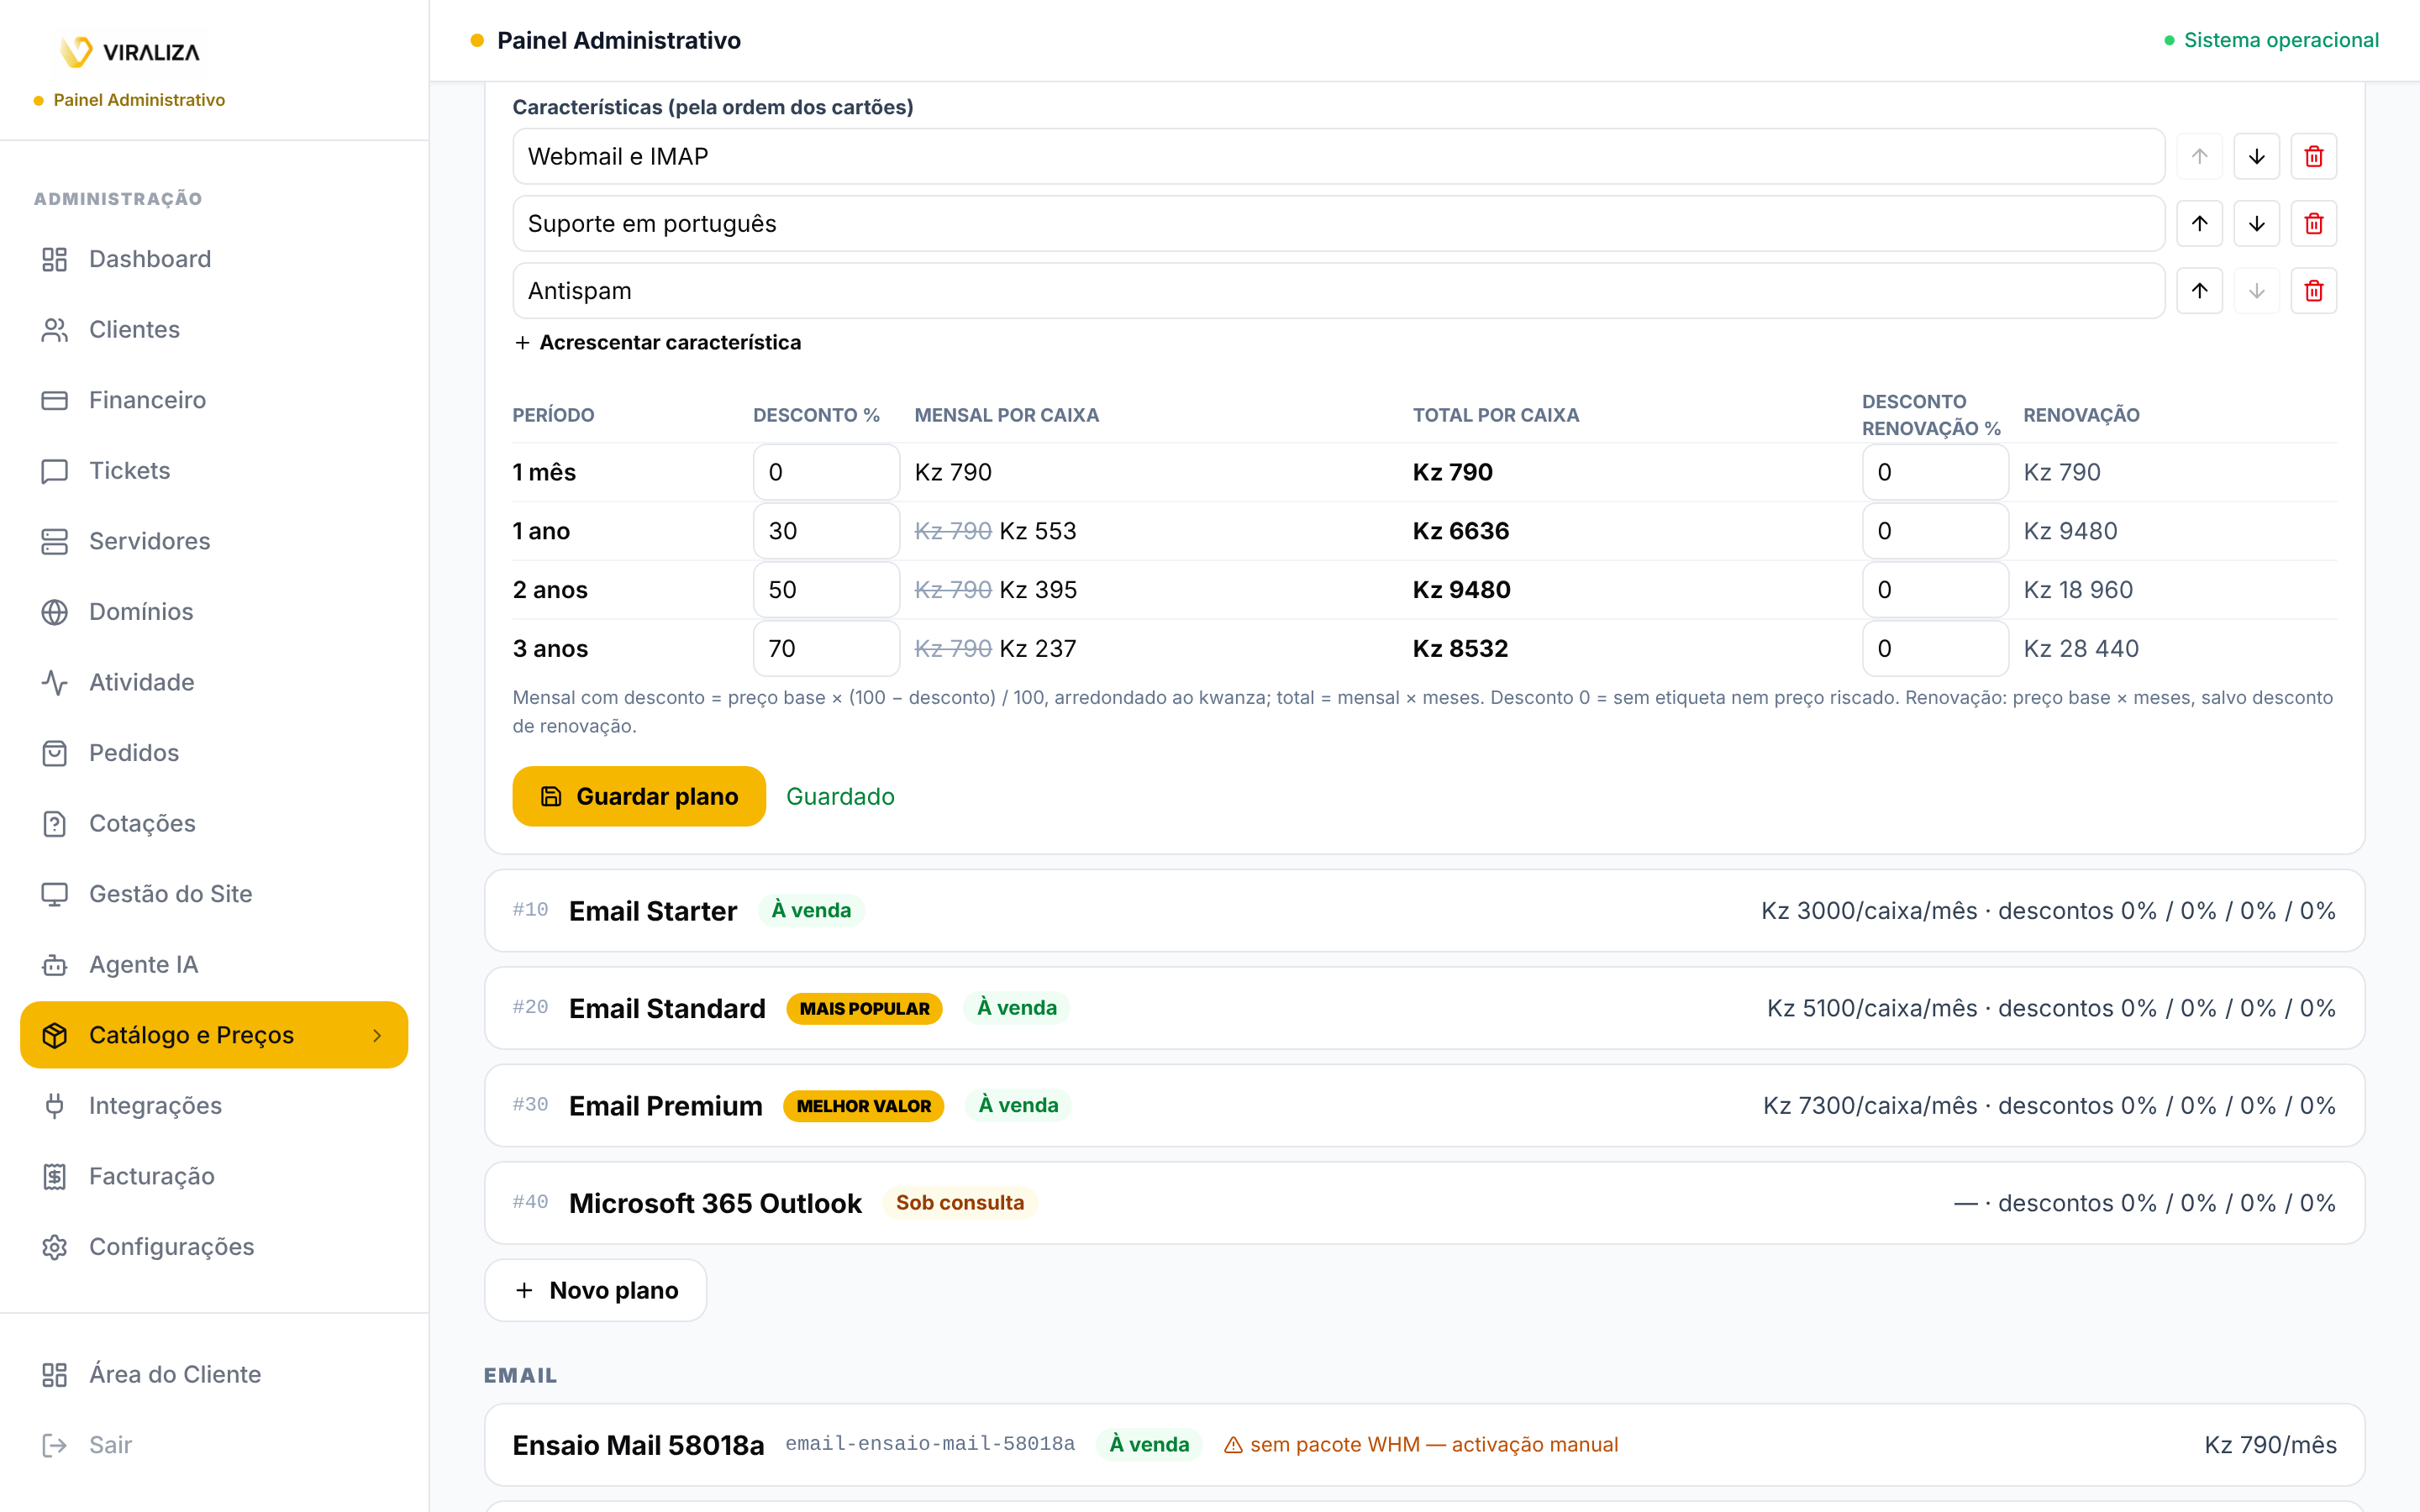 VIRALIZA
Painel Administrativo
ADMINISTRAÇÃO
Dashboard
Clientes
Financeiro
Tickets
Servidores
Domínios
Atividade
Pedidos
Cotações
Gestão do Site
Agente IA
Catálogo e Preços
Integrações
Facturação
Configurações
Área do Cliente
Sair
Painel Administrativo
Sistema operacional
Características (pela ordem dos cartões)
Webmail e IMAP
Suporte em português
Antispam
+ Acrescentar característica
PERÍODO DESCONTO % MENSAL POR CAIXA TOTAL POR CAIXA DESCONTO RENOVAÇÃO % RENOVAÇÃO
1 mês 0 Kz 790 Kz 790 0 Kz 790
1 ano 30 Kz 790 Kz 553 Kz 6636 0 Kz 9480
2 anos 50 Kz 790 Kz 395 Kz 9480 0 Kz 18 960
3 anos 70 Kz 790 Kz 237 Kz 8532 0 Kz 28 440
Mensal com desconto = preço base × (100 − desconto) / 100, arredondado ao kwanza; total = mensal × meses. Desconto 0 = sem etiqueta nem preço riscado. Renovação: preço base × meses, salvo desconto
de renovação.
Guardar plano Guardado
#10 Email Starter À venda Kz 3000/caixa/mês · descontos 0% / 0% / 0% / 0%
#20 Email Standard MAIS POPULAR À venda Kz 5100/caixa/mês · descontos 0% / 0% / 0% / 0%
#30 Email Premium MELHOR VALOR À venda Kz 7300/caixa/mês · descontos 0% / 0% / 0% / 0%
#40 Microsoft 365 Outlook Sob consulta — · descontos 0% / 0% / 0% / 0%
+ Novo plano
EMAIL
Ensaio Mail 58018a email-ensaio-mail-58018a À venda sem pacote WHM — activação manual Kz 790/mês